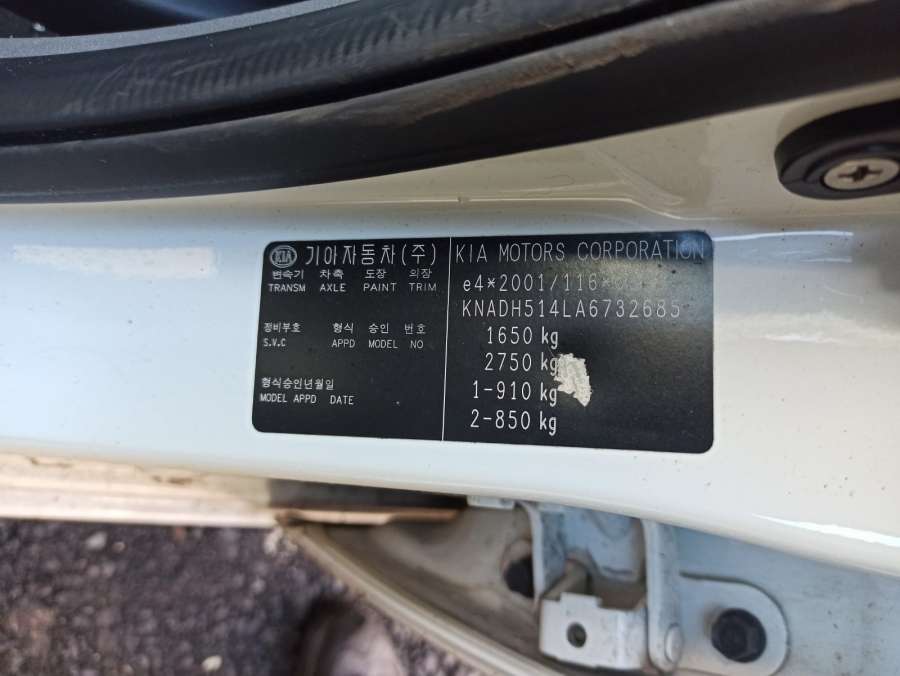 KIA 기아자동차(주)
변속기 차축 도장 의장
TRANSM AXLE PAINT TRIM
정비부호 형식 승인 번호
S.V.C APPD MODEL NO
형식승인년월일
MODEL APPD DATE
KIA MOTORS CORPORATION
e4*2001/116*
KNADH514LA6732685
1650 kg
2750 kg
1-910 kg
2-850 kg